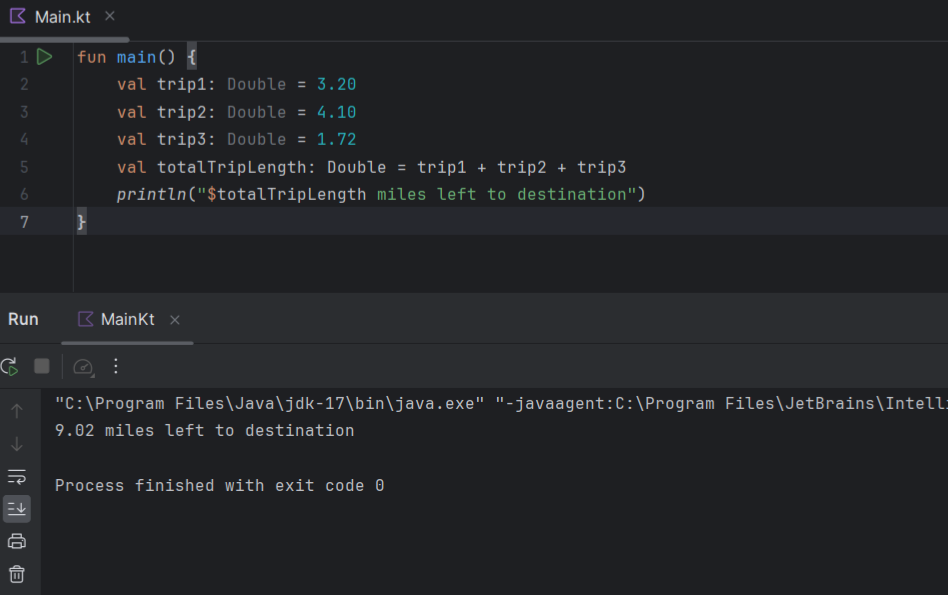 Main.kt
1 fun main() {
2 val trip1: Double = 3.20
3 val trip2: Double = 4.10
4 val trip3: Double = 1.72
5 val totalTripLength: Double = trip1 + trip2 + trip3
6 println("$totalTripLength miles left to destination")
7 }
Run MainKt
"C:\Program Files\Java\jdk-17\bin\java.exe" "-javaagent:C:\Program Files\JetBrains\Intelli
9.02 miles left to destination
Process finished with exit code 0